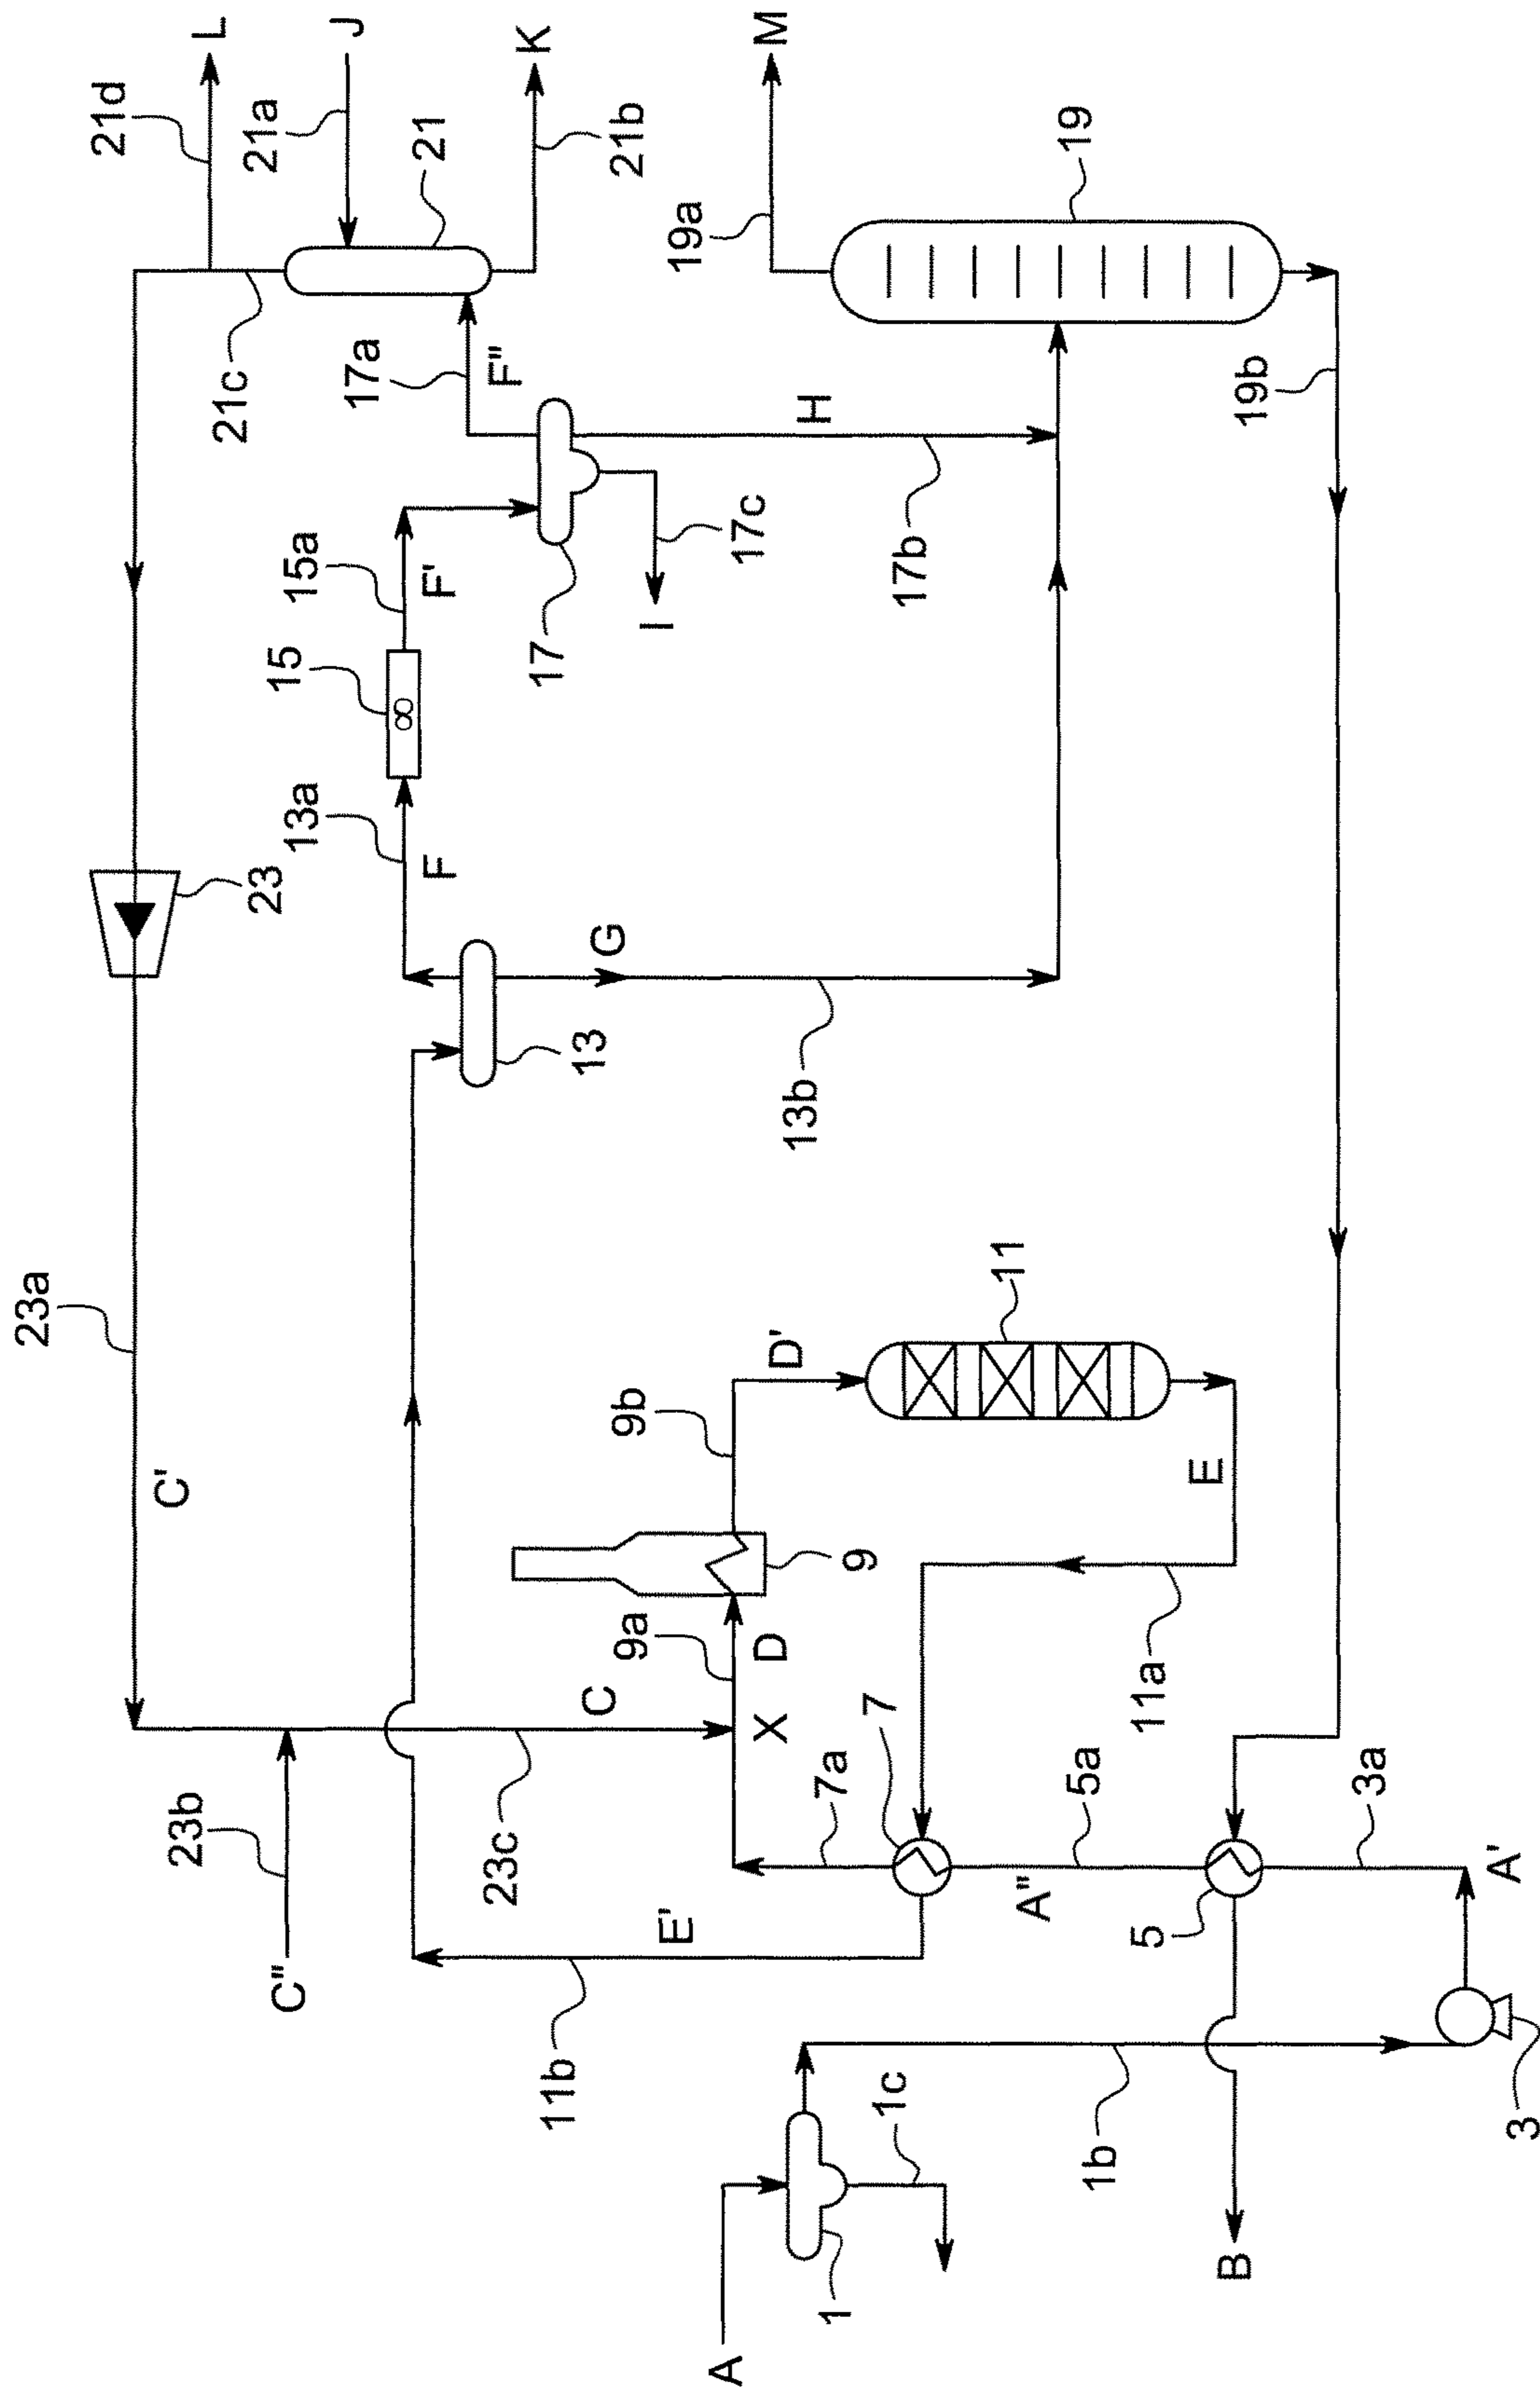 L
21d
J
21a
K
21
21b
M
19a
19
21c
17a
F"
H
19b
15a
F'
17c
17b
I
17
15
13a
F
23
G
13
13b
23a
11
D'
9b
C'
E
9
9a
D
C
X
11a
7
7a
5a
3a
23b
23c
A"
A'
5
E'
C"
11b
1c
1b
3
B
1
A